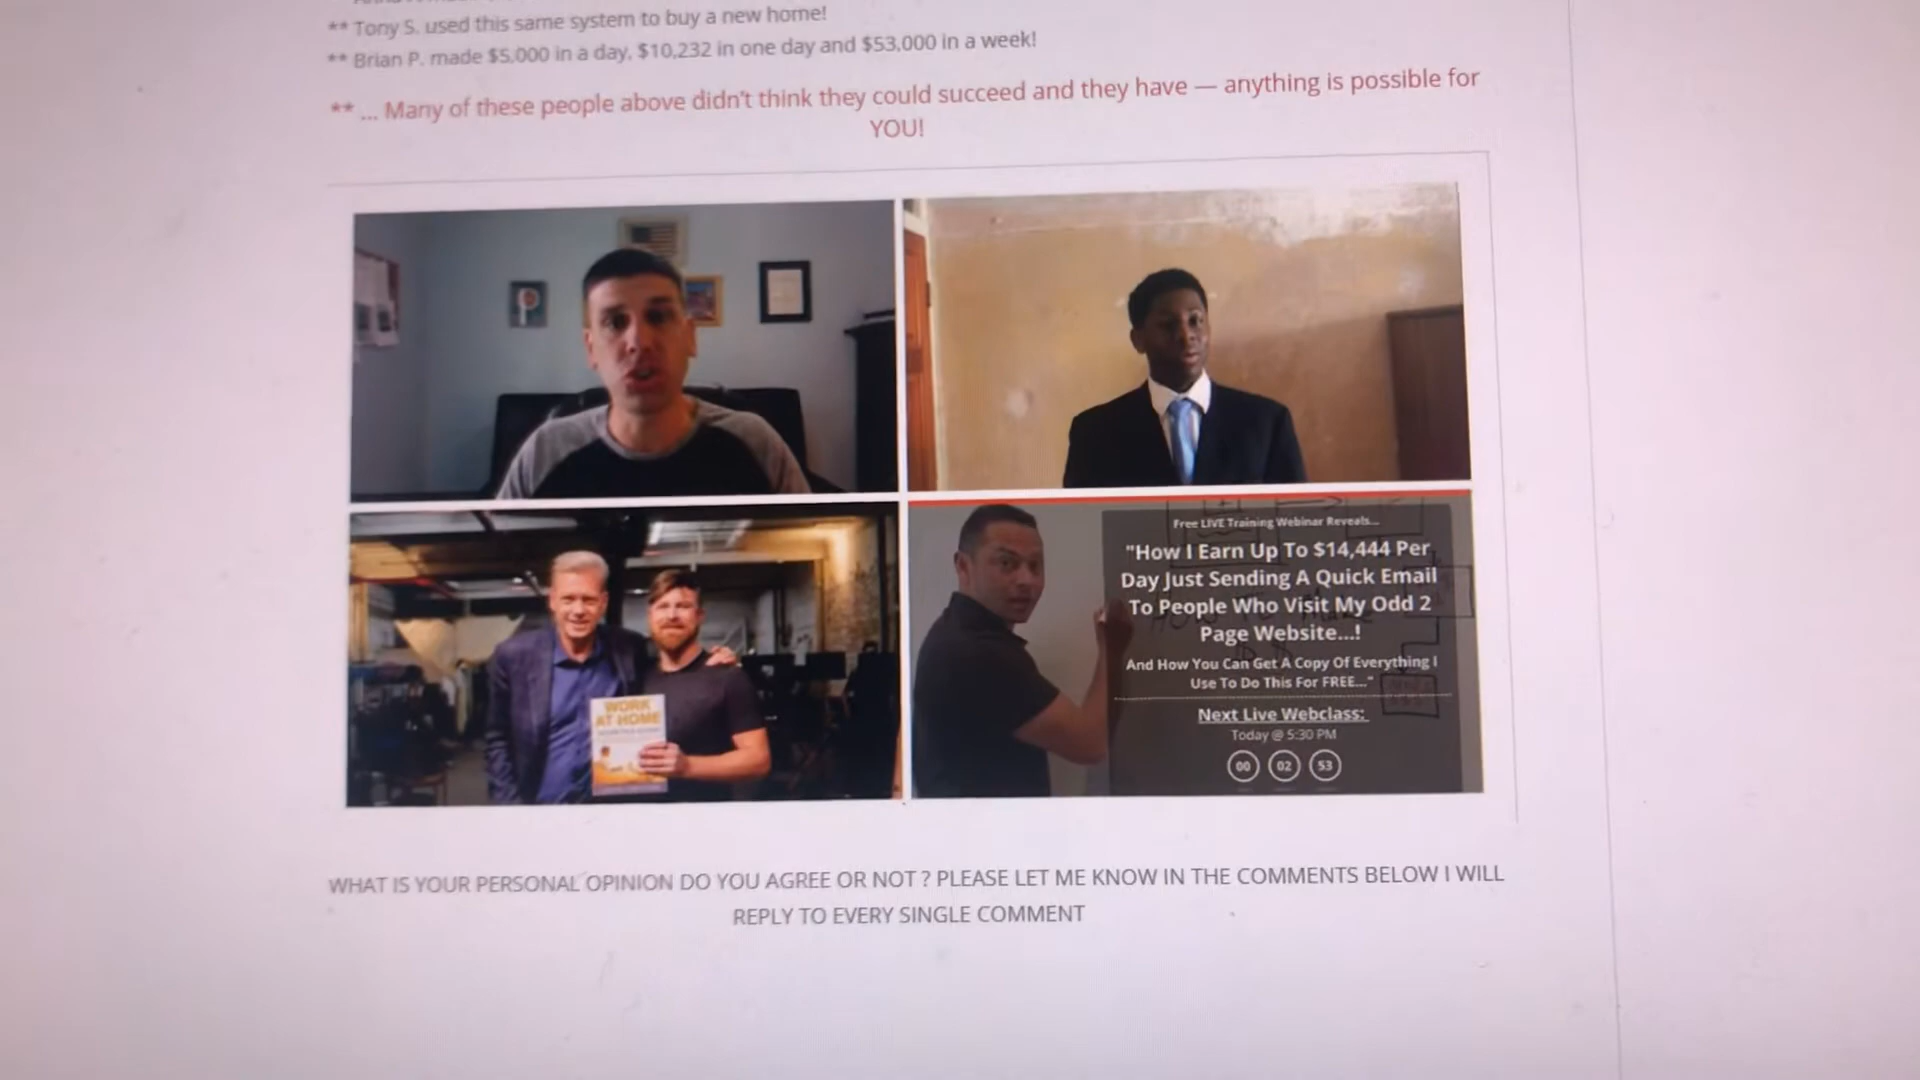 ** Tony S. used this same system to buy a new home!
** Brian P. made $5,000 in a day, $10,232 in one day and $53,000 in a week!
** ... Many of these people above didn't think they could succeed and they have — anything is possible for
YOU!
Free LIVE Training Webinar Reveals...
"How I Earn Up To $14,444 Per
Day Just Sending A Quick Email
To People Who Visit My Odd 2
Page Website...!
And How You Can Get A Copy Of Everything I
Use To Do This For FREE..."
Next Live Webclass:
Today @ 5:30 PM
00 02 53
WORK
AT HOME
WHAT IS YOUR PERSONAL OPINION DO YOU AGREE OR NOT ? PLEASE LET ME KNOW IN THE COMMENTS BELOW I WILL
REPLY TO EVERY SINGLE COMMENT